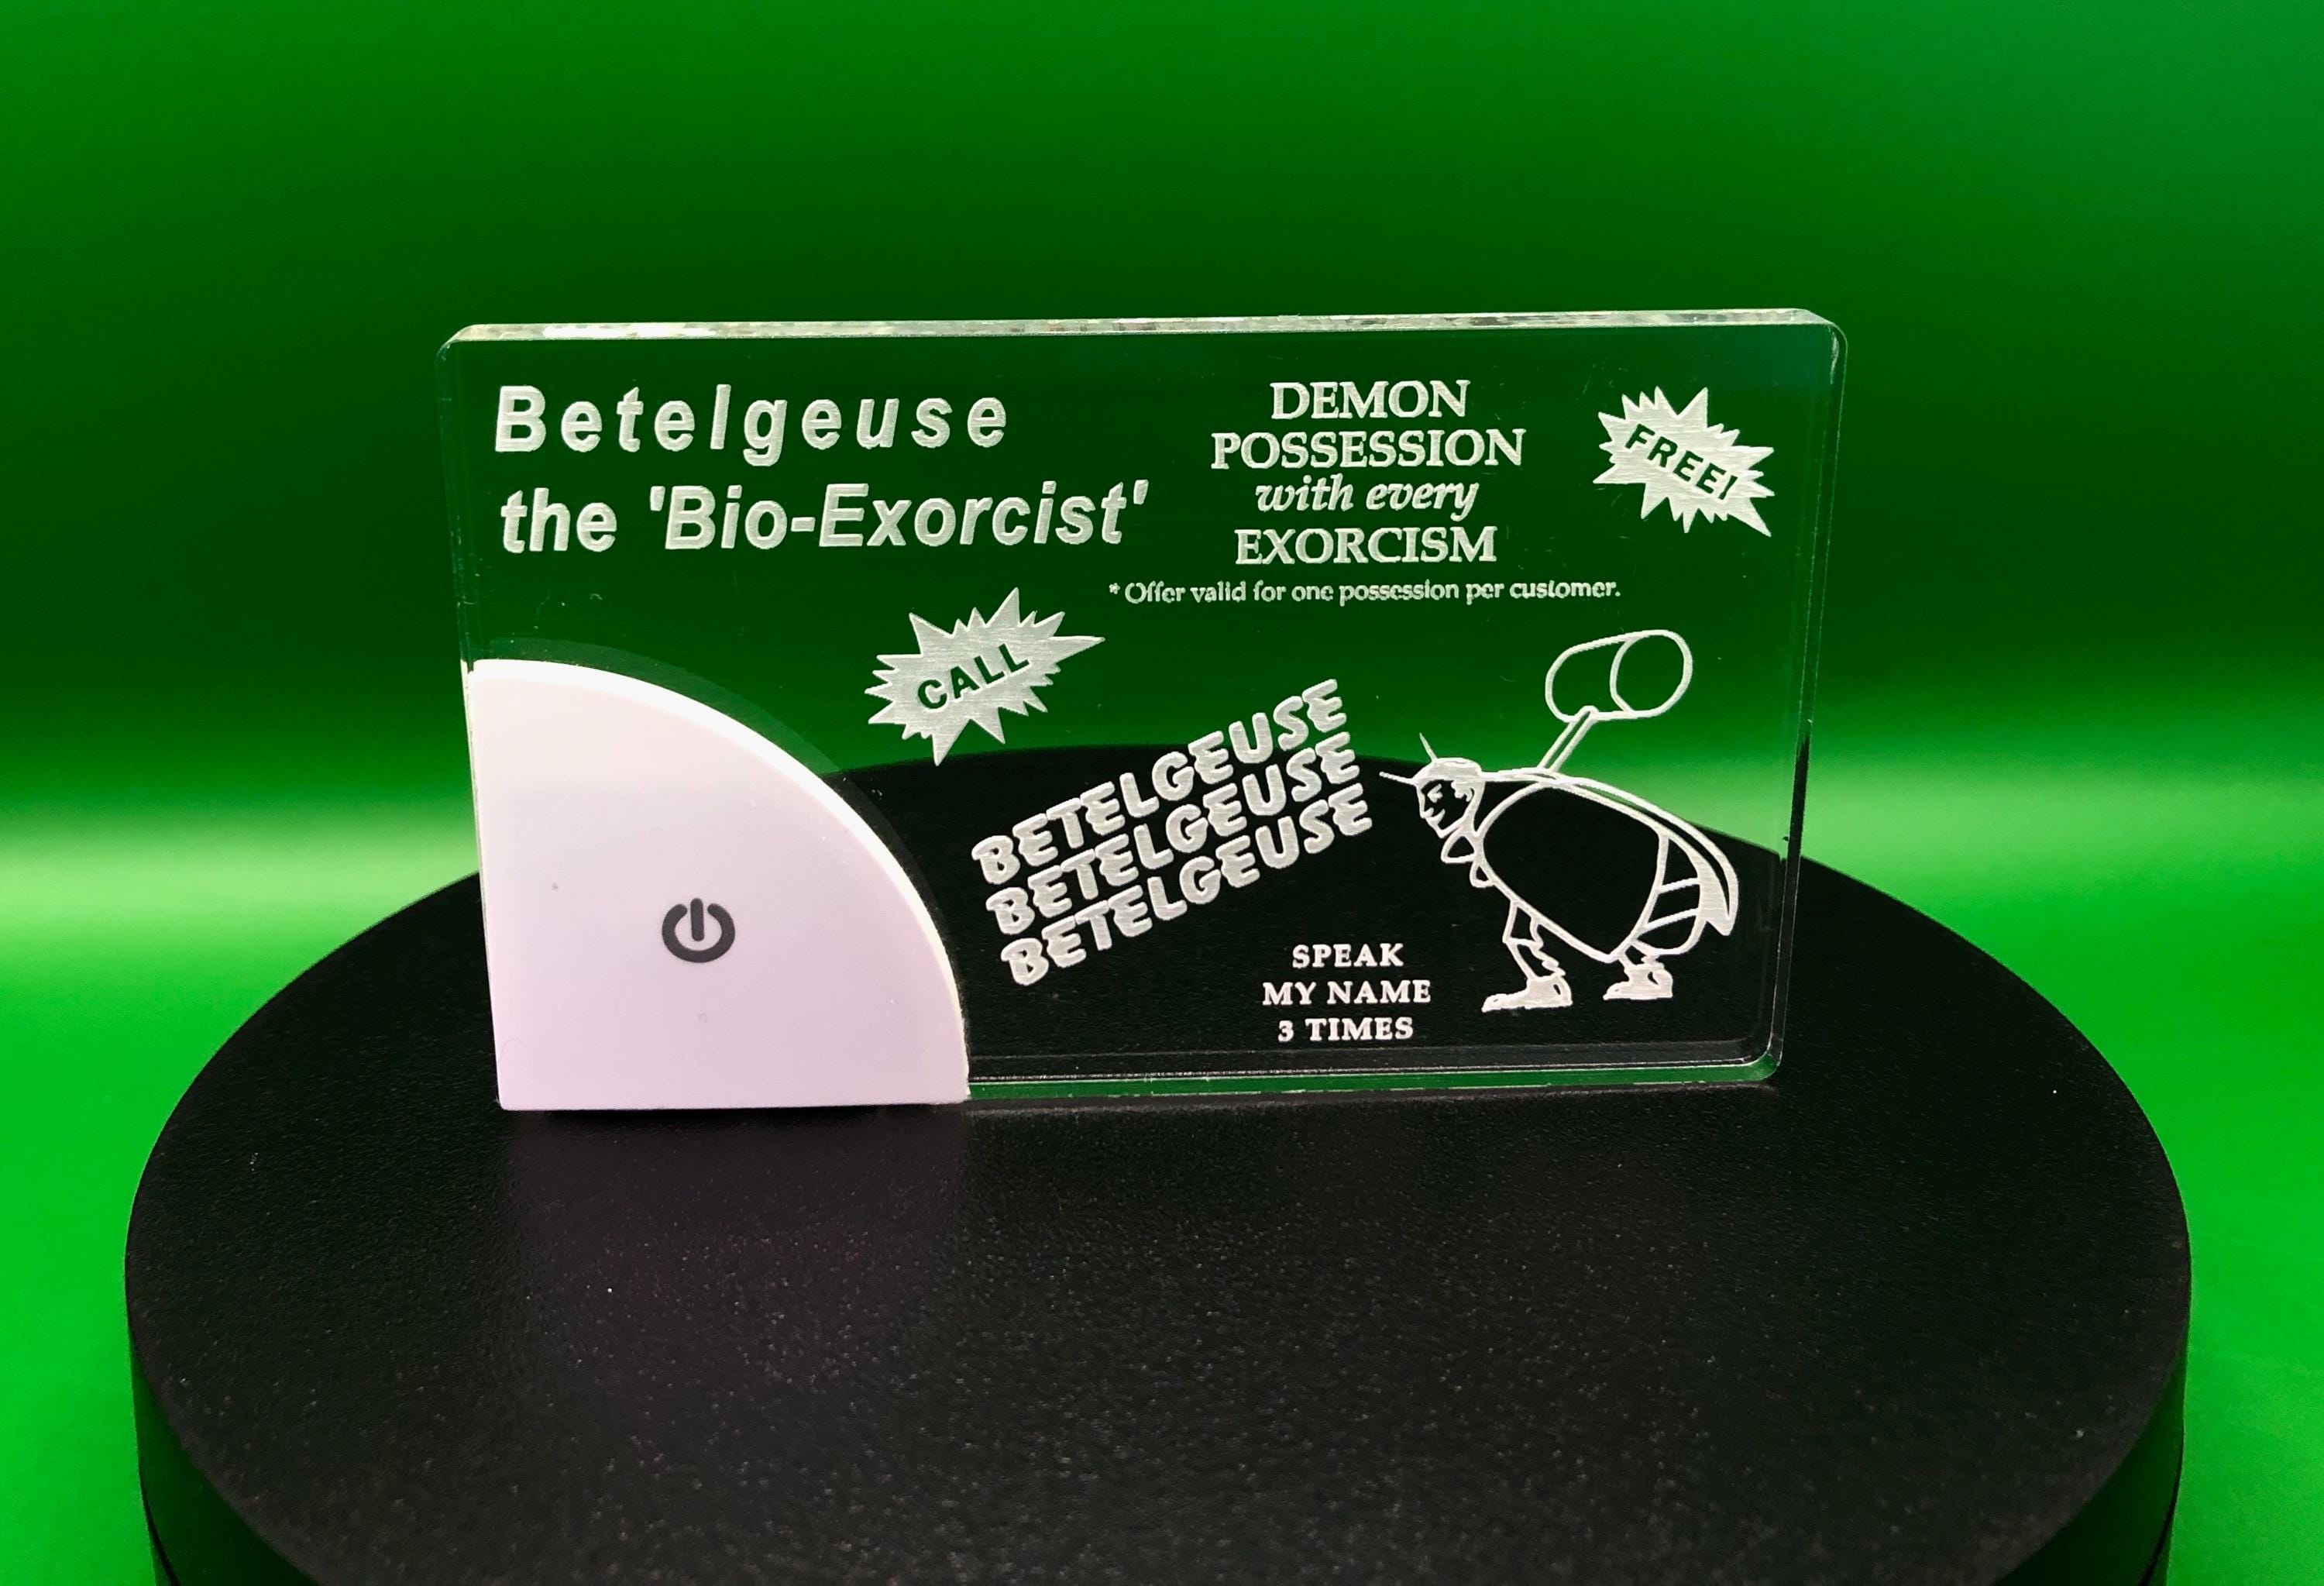 Betelgeuse
the 'Bio-Exorcist'
DEMON
POSSESSION
with every
EXORCISM
* Offer valid for one possession per customer.
FREE!
CALL
BETELGEUSE
BETELGEUSE
BETELGEUSE
SPEAK
MY NAME
3 TIMES